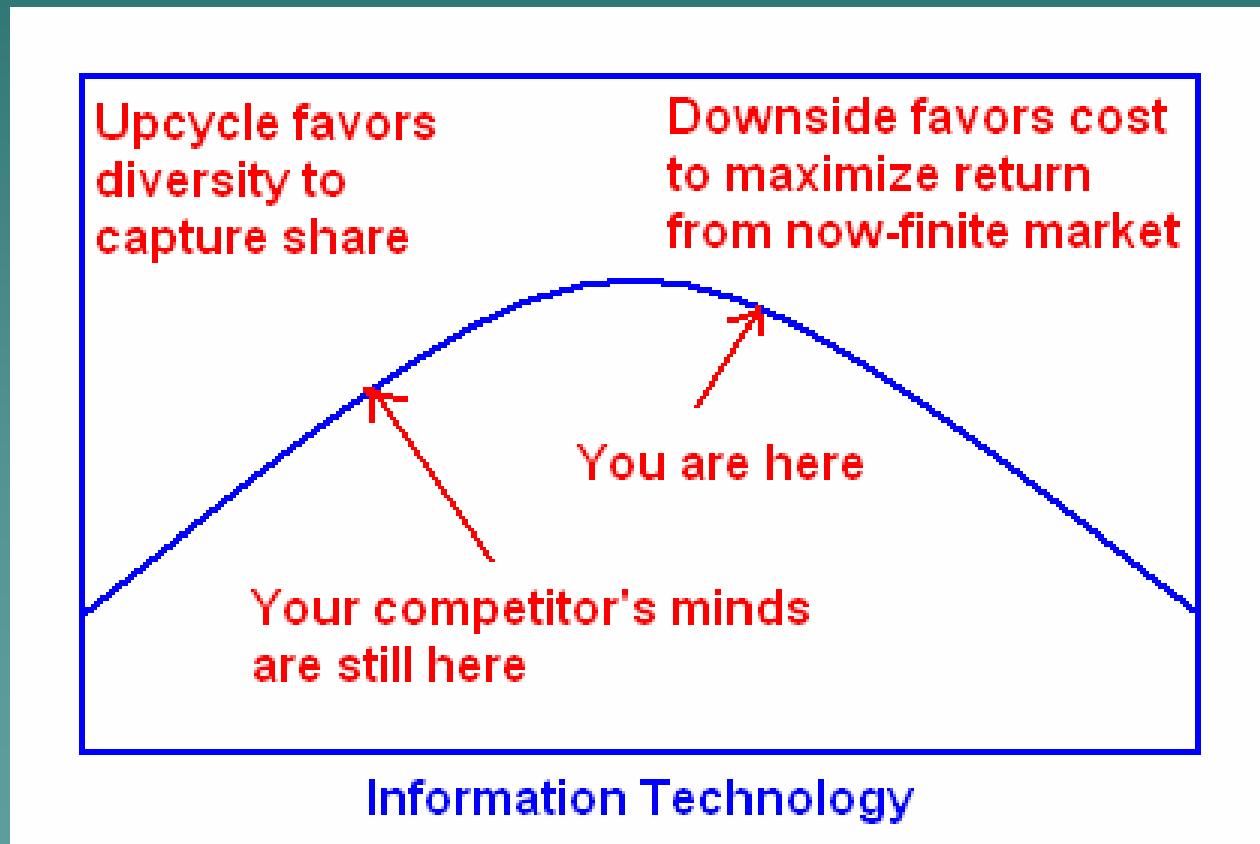 Upcycle favors
diversity to
capture share
Downside favors cost
to maximize return
from now-finite market
You are here
Your competitor's minds
are still here
Information Technology